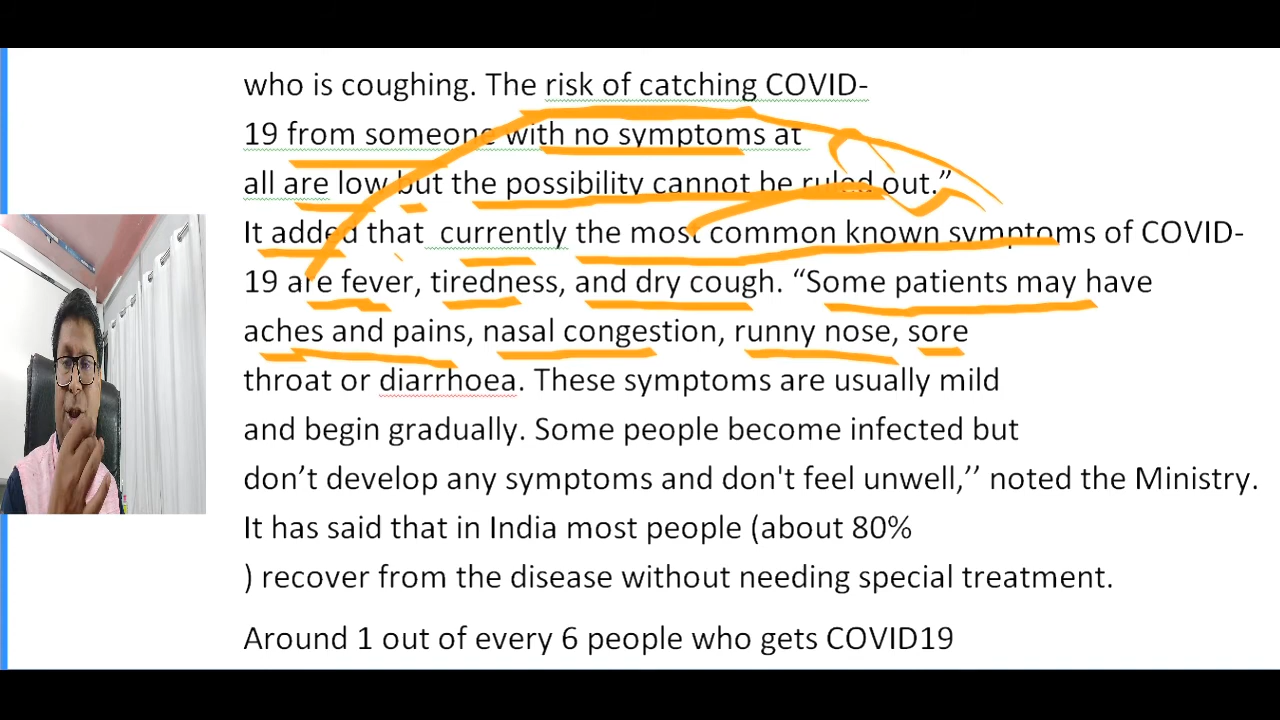 who is coughing. The risk of catching COVID-
19 from someone with no symptoms at
all are low but the possibility cannot be ruled out.”
It added that currently the most common known symptoms of COVID-
19 are fever, tiredness, and dry cough. “Some patients may have
aches and pains, nasal congestion, runny nose, sore
throat or diarrhoea. These symptoms are usually mild
and begin gradually. Some people become infected but
don’t develop any symptoms and don't feel unwell,’’ noted the Ministry.
It has said that in India most people (about 80%
) recover from the disease without needing special treatment.
Around 1 out of every 6 people who gets COVID19